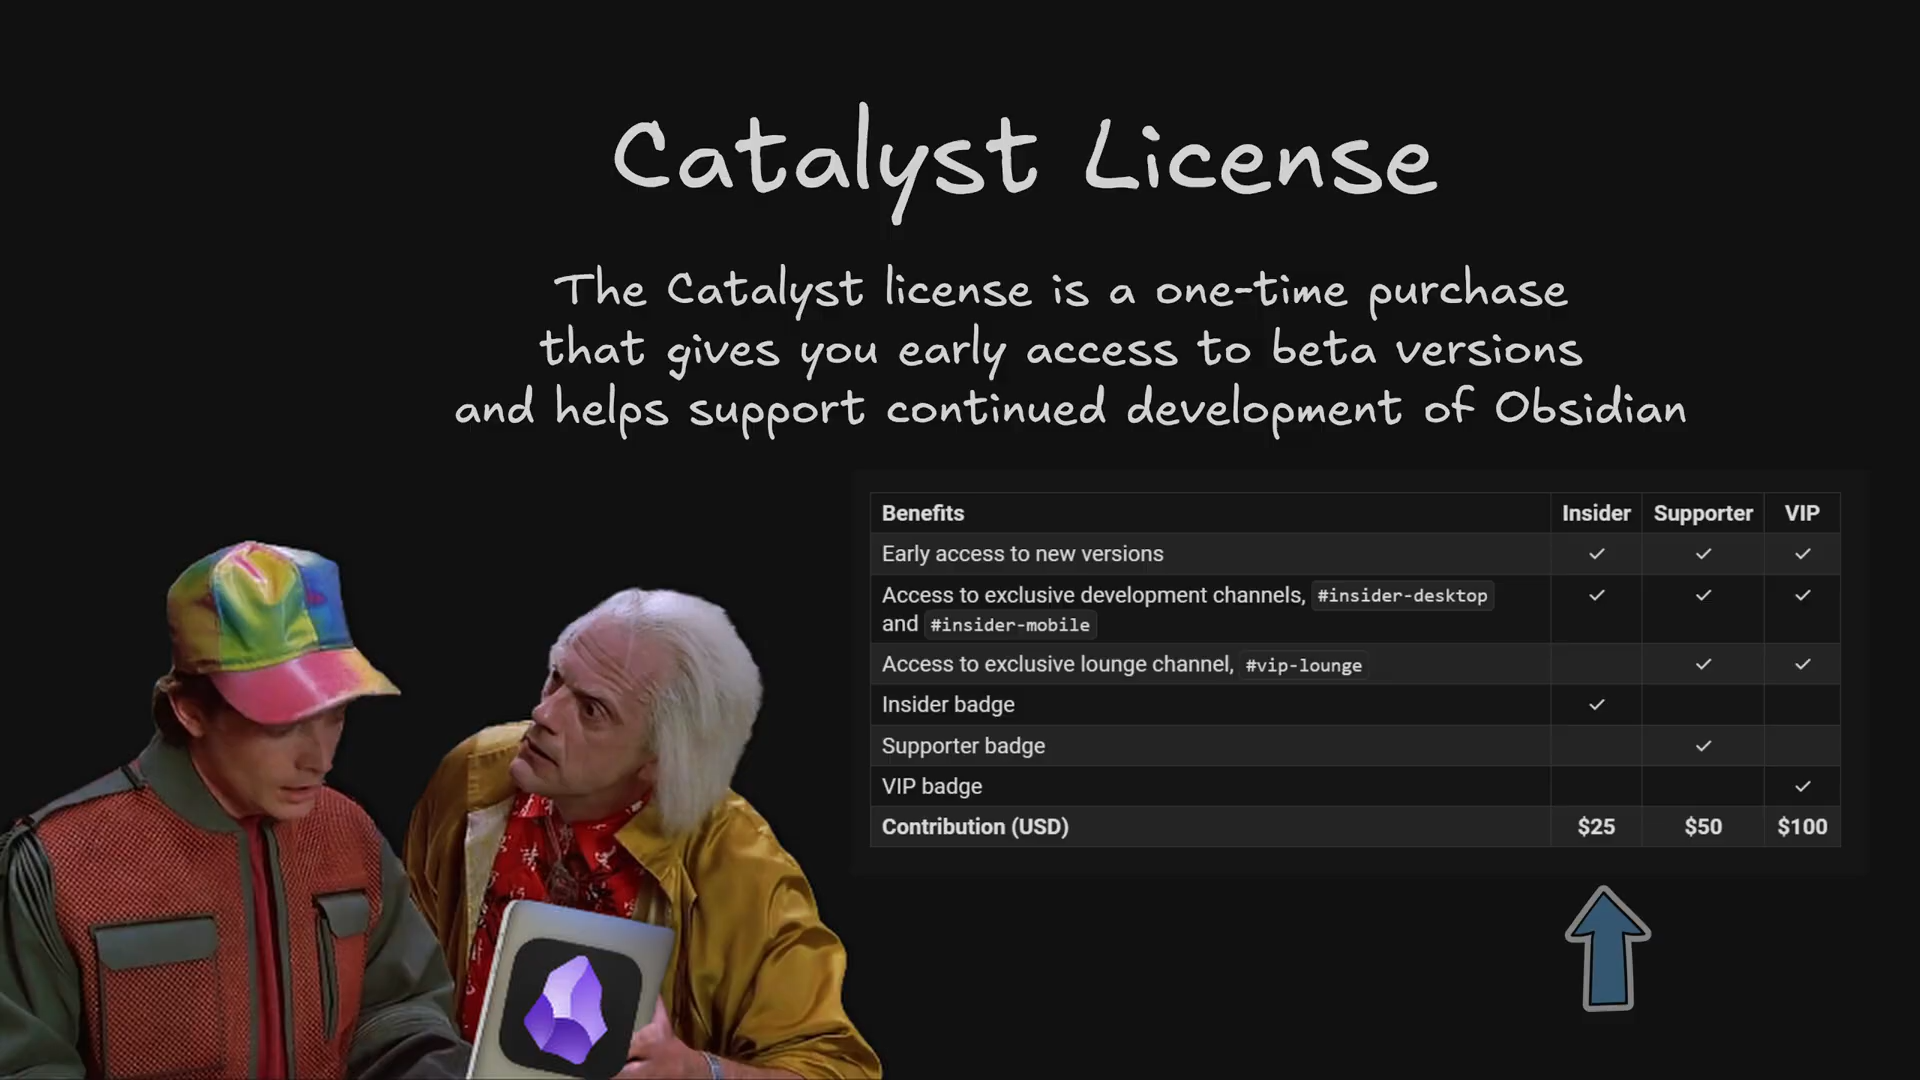 Catalyst License
The Catalyst license is a one-time purchase
that gives you early access to beta versions
and helps support continued development of Obsidian
Benefits Insider Supporter VIP
Early access to new versions ✓ ✓ ✓
Access to exclusive development channels, #insider-desktop ✓ ✓ ✓
and #insider-mobile
Access to exclusive lounge channel, #vip-lounge ✓ ✓
Insider badge ✓
Supporter badge ✓
VIP badge ✓
Contribution (USD) $25 $50 $100